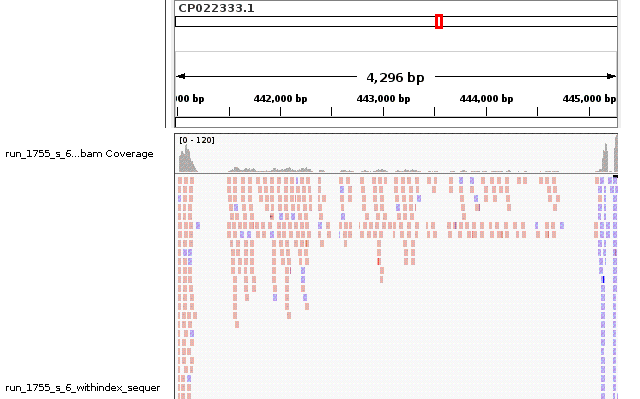 CP022333.1
4,296 bp
00 bp
442,000 bp
443,000 bp
444,000 bp
445,000 bp
[0 - 120]
run_1755_s_6...bam Coverage
run_1755_s_6_withindex_sequer